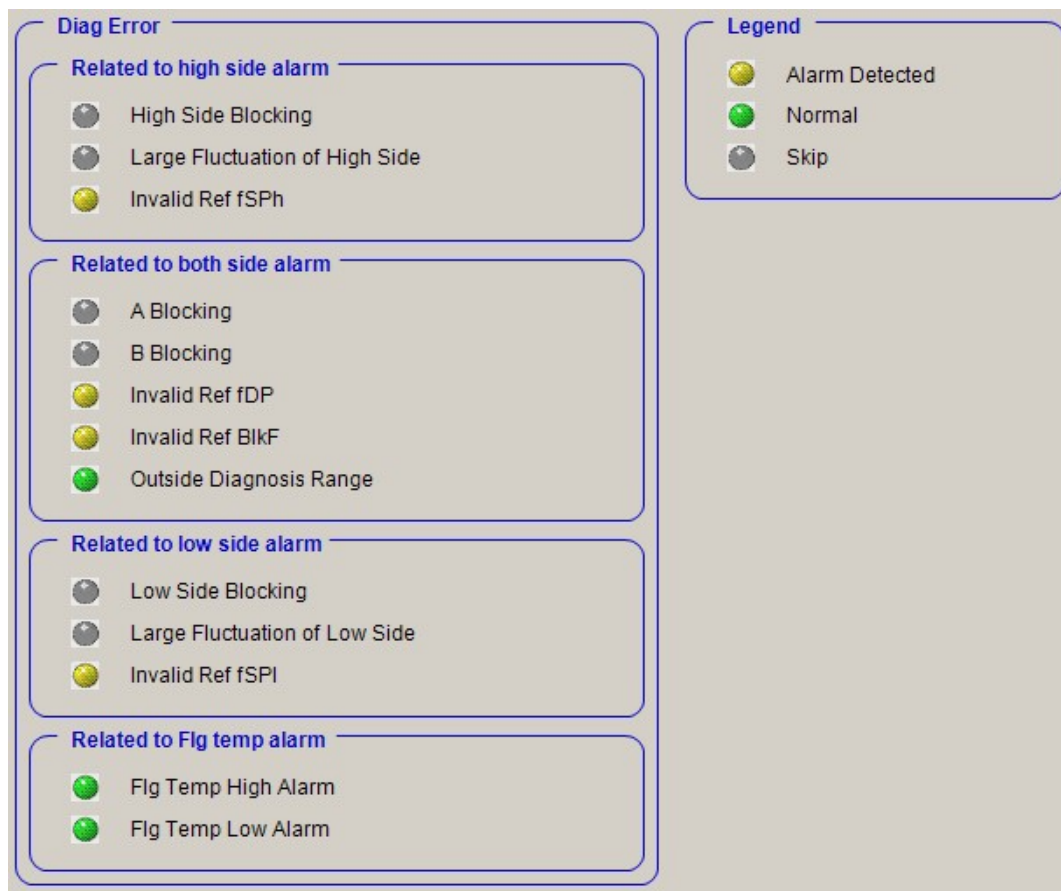 Diag Error
Related to high side alarm
High Side Blocking
Large Fluctuation of High Side
Invalid Ref fSPh
Related to both side alarm
A Blocking
B Blocking
Invalid Ref fDP
Invalid Ref BlkF
Outside Diagnosis Range
Related to low side alarm
Low Side Blocking
Large Fluctuation of Low Side
Invalid Ref fSPl
Related to Flg temp alarm
Flg Temp High Alarm
Flg Temp Low Alarm
Legend
Alarm Detected
Normal
Skip